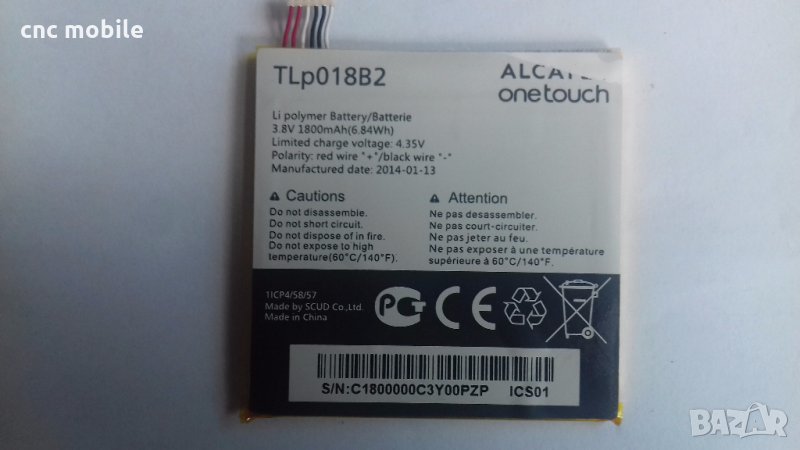 cnc mobile
TLp018B2
ALCATEL
onetouch
Li polymer Battery/Batterie
3.8V 1800mAh(6.84Wh)
Limited charge voltage: 4.35V
Polarity: red wire "+"/black wire "-"
Manufactured date: 2014-01-13
Cautions
Do not disassemble.
Do not short circuit.
Do not dispose of in fire.
Do not expose to high
temperature(60°C/140°F).
Attention
Ne pas desassembler.
Ne pas court-circuiter.
Ne pas jeter au feu.
Ne pas exposer à une température
supérieure à 60°C/140°F.
1ICP4/58/57
Made by SCUD Co.,Ltd.
Made in China
S/N:C1800000C3Y00PZP ICS01
BAZAR